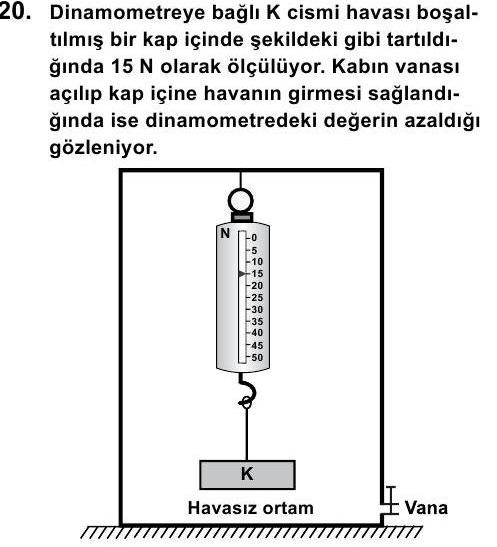 20. Dinamometreye bağlı K cismi havası boşal-
tılmış bir kap içinde şekildeki gibi tartıldı-
ğında 15 N olarak ölçülüyor. Kabın vanası
açılıp kap içine havanın girmesi sağlandı-
ğında ise dinamometredeki değerin azaldığı
gözleniyor.
N
0
5
10
15
20
25
30
35
40
45
50
K
Havasız ortam
Vana